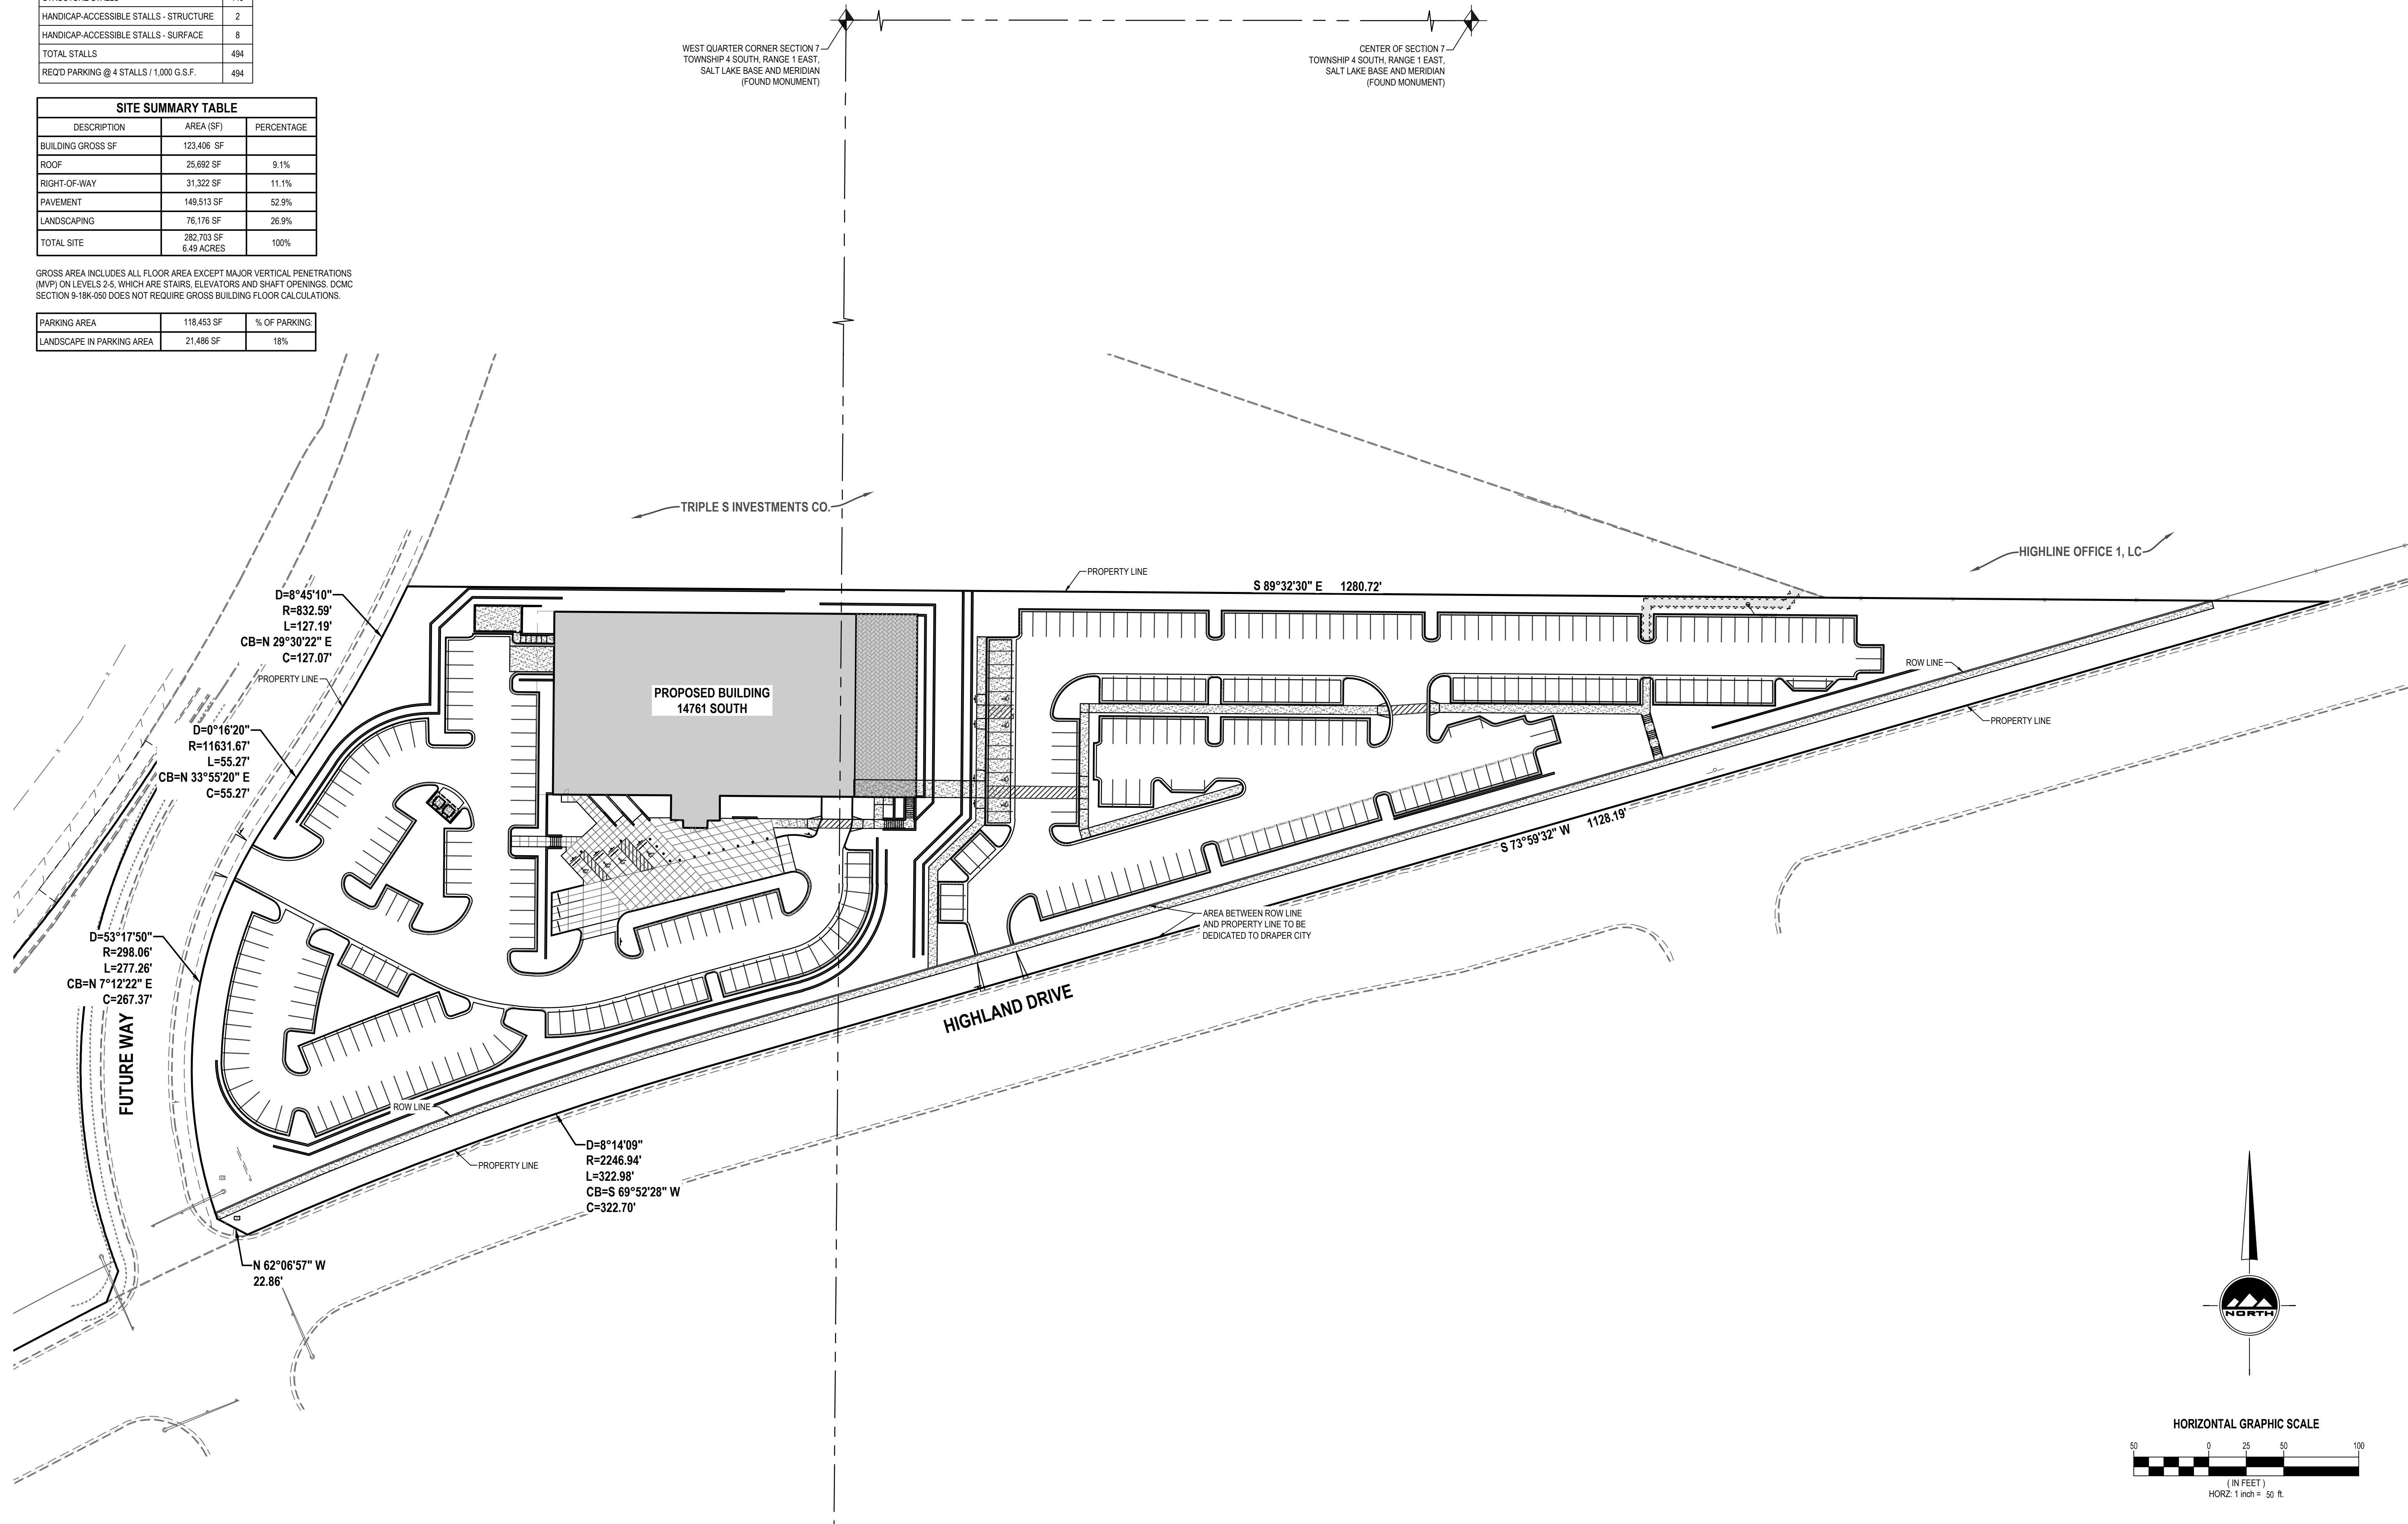 HANDICAP-ACCESSIBLE STALLS - STRUCTURE 2
HANDICAP-ACCESSIBLE STALLS - SURFACE 8
TOTAL STALLS 494
REQ'D PARKING @ 4 STALLS / 1,000 G.S.F. 494
SITE SUMMARY TABLE
DESCRIPTION AREA (SF) PERCENTAGE
BUILDING GROSS SF 123,406 SF
ROOF 25,692 SF 9.1%
RIGHT-OF-WAY 31,322 SF 11.1%
PAVEMENT 149,513 SF 52.9%
LANDSCAPING 76,176 SF 26.9%
TOTAL SITE 282,703 SF 100%
6.49 ACRES
GROSS AREA INCLUDES ALL FLOOR AREA EXCEPT MAJOR VERTICAL PENETRATIONS
(MVP) ON LEVELS 2-5, WHICH ARE STAIRS, ELEVATORS AND SHAFT OPENINGS. DCMC
SECTION 9-18K-050 DOES NOT REQUIRE GROSS BUILDING FLOOR CALCULATIONS.
PARKING AREA 118,453 SF % OF PARKING:
LANDSCAPE IN PARKING AREA 21,486 SF 18%
WEST QUARTER CORNER SECTION 7
TOWNSHIP 4 SOUTH, RANGE 1 EAST,
SALT LAKE BASE AND MERIDIAN
(FOUND MONUMENT)
CENTER OF SECTION 7
TOWNSHIP 4 SOUTH, RANGE 1 EAST,
SALT LAKE BASE AND MERIDIAN
(FOUND MONUMENT)
TRIPLE S INVESTMENTS CO.
HIGHLINE OFFICE 1, LC
PROPERTY LINE
S 89°32'30" E 1280.72'
D=8°45'10"
R=832.59'
L=127.19'
CB=N 29°30'22" E
C=127.07'
PROPERTY LINE
D=0°16'20"
R=11631.67'
L=55.27'
CB=N 33°55'20" E
C=55.27'
PROPOSED BUILDING
14761 SOUTH
ROW LINE
PROPERTY LINE
S 73°59'32" W 1128.19'
AREA BETWEEN ROW LINE
AND PROPERTY LINE TO BE
DEDICATED TO DRAPER CITY
D=53°17'50"
R=298.06'
L=277.26'
CB=N 7°12'22" E
C=267.37'
FUTURE WAY
HIGHLAND DRIVE
ROW LINE
PROPERTY LINE
D=8°14'09"
R=2246.94'
L=322.98'
CB=S 69°52'28" W
C=322.70'
N 62°06'57" W
22.86'
NORTH
HORIZONTAL GRAPHIC SCALE
50 0 25 50 100
( IN FEET )
HORZ: 1 inch = 50 ft.